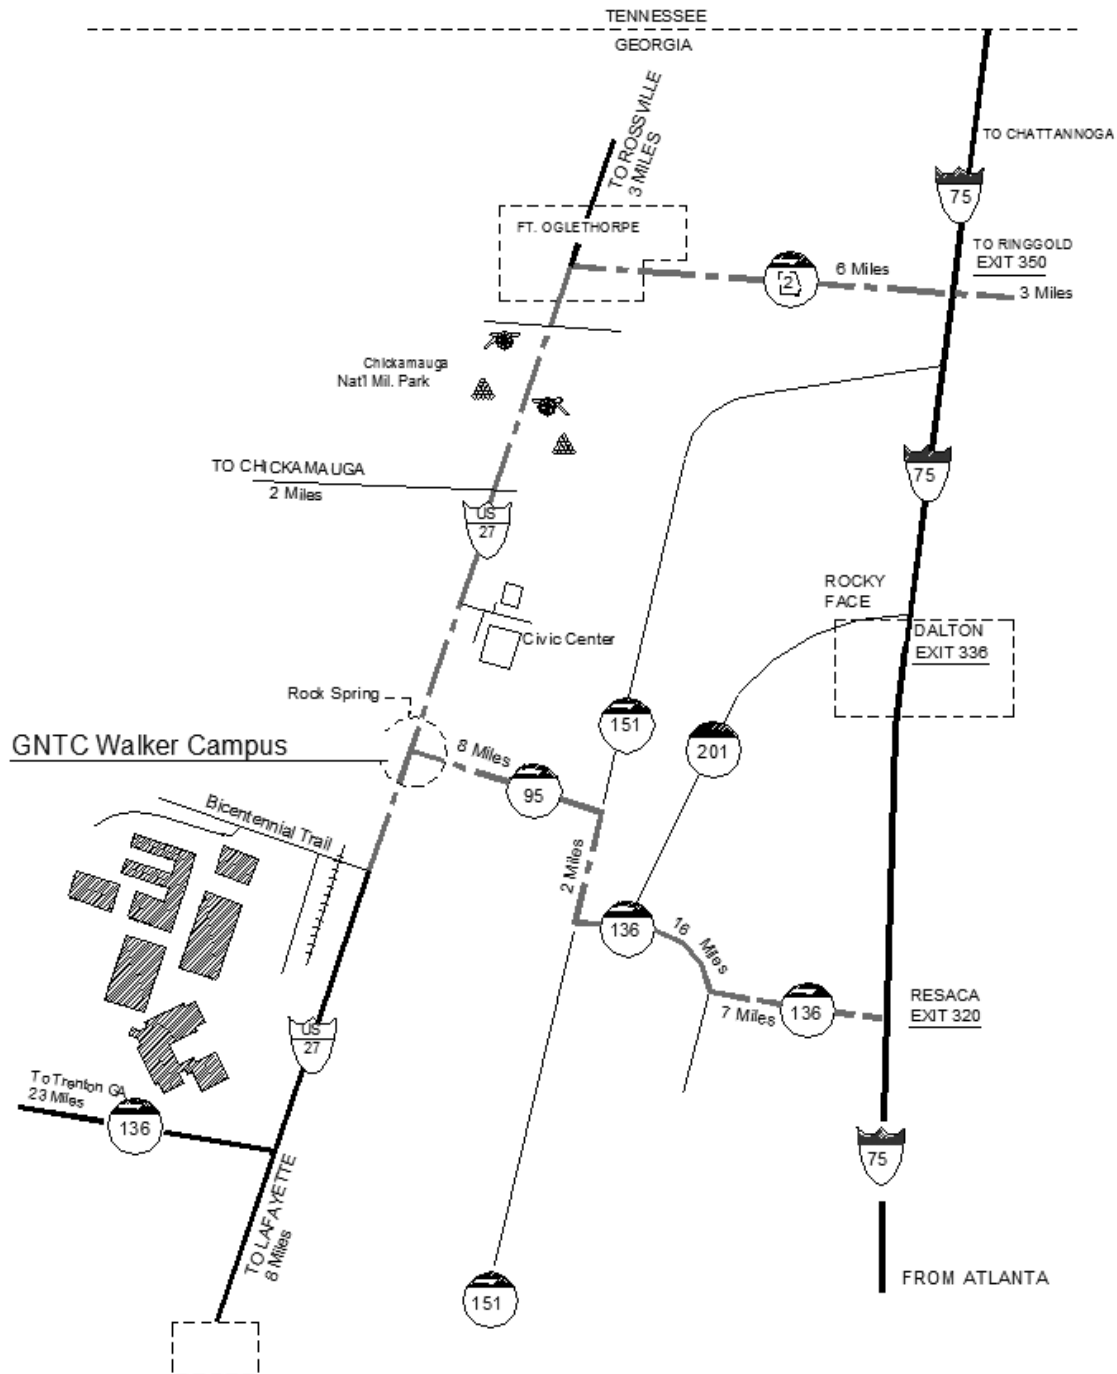 TENNESSEE
GEORGIA
TO ROSSVILLE
3 MILES
TO CHATTANNOGA
75
FT. OGLETHORPE
TO RINGGOLD
EXIT 350
2
6 Miles
3 Miles
Chickamauga
Nat'l Mil. Park
TO CHICKAMAUGA
2 Miles
75
US
27
ROCKY
FACE
DALTON
EXIT 336
Civic Center
Rock Spring
GNTC Walker Campus
8 Miles
95
151
201
Bicentennial Trail
2 Miles
136
16 Miles
7 Miles
136
RESACA
EXIT 320
US
27
To Trenton GA
23 Miles
136
75
TO LAFAYETTE
8 Miles
151
FROM ATLANTA